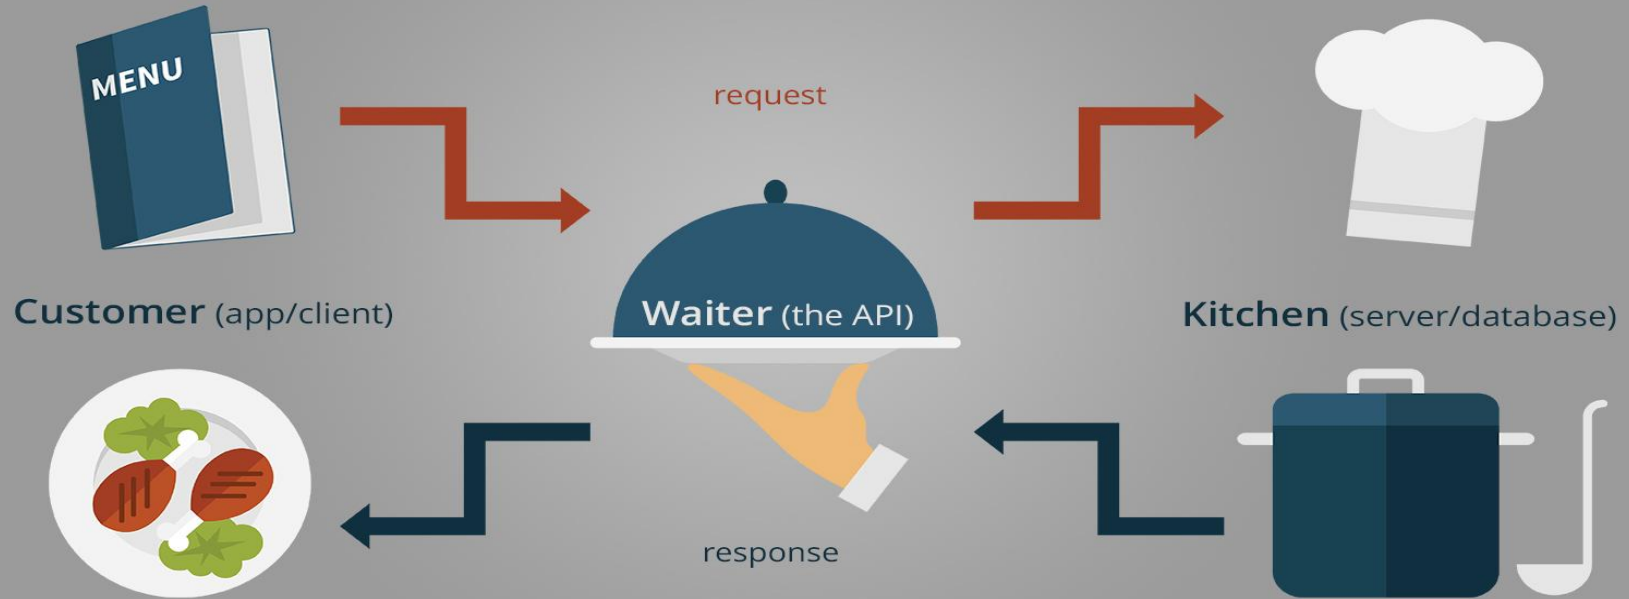 MENU
request
Customer (app/client)
Waiter (the API)
Kitchen (server/database)
response